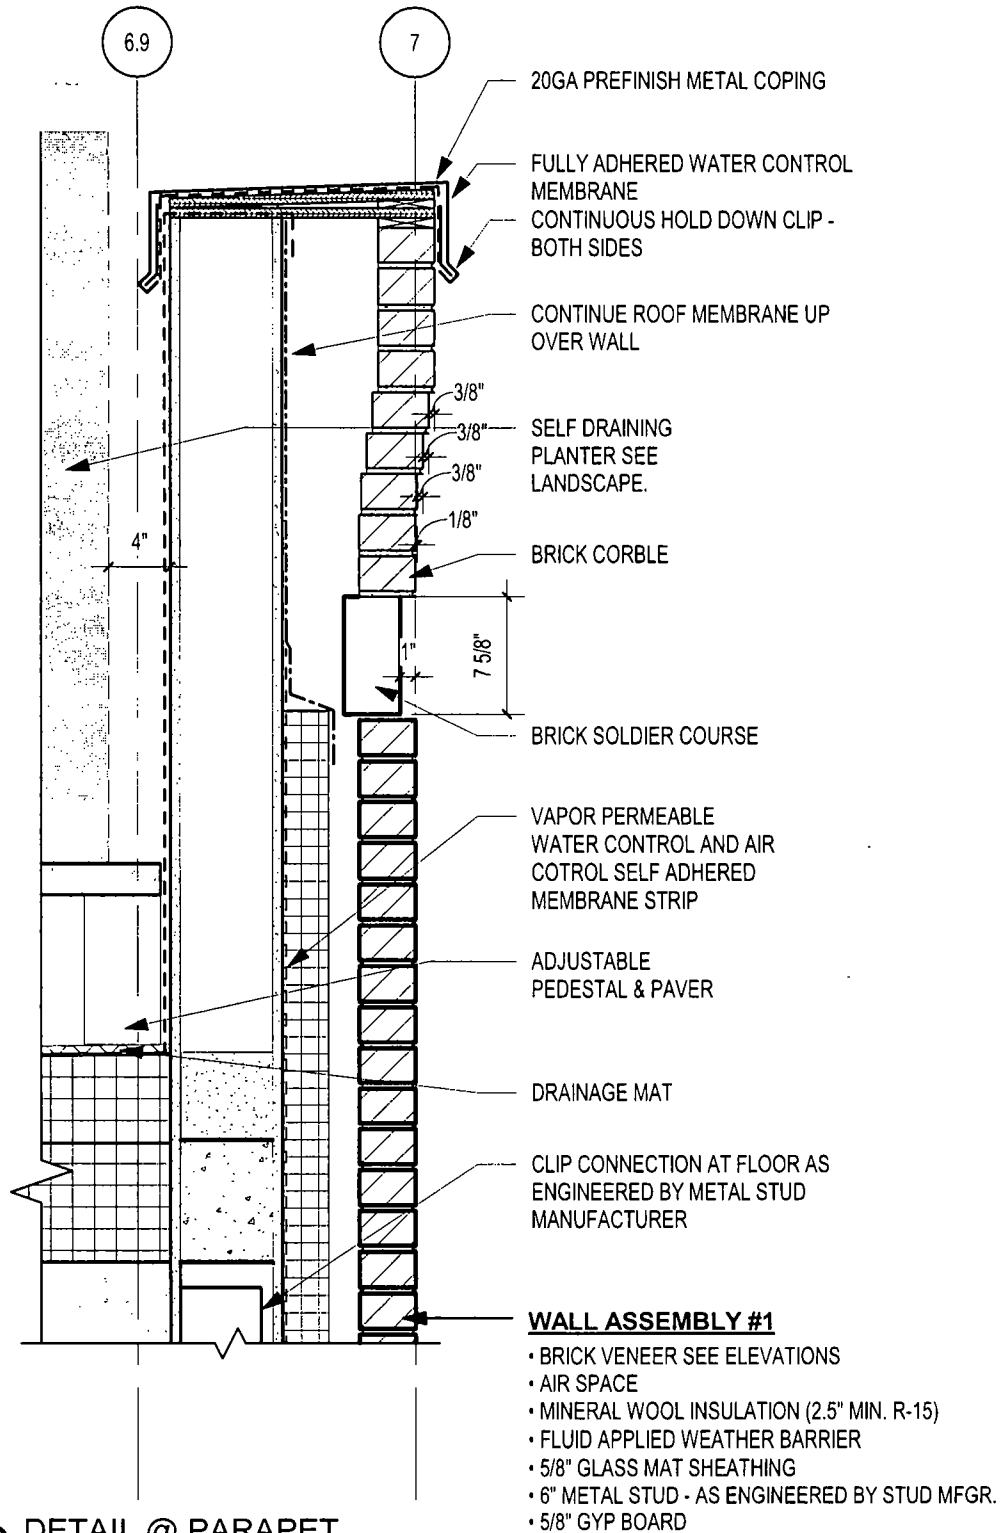 6.9
7
20GA PREFINISH METAL COPING
FULLY ADHERED WATER CONTROL
MEMBRANE
CONTINUOUS HOLD DOWN CLIP -
BOTH SIDES
CONTINUE ROOF MEMBRANE UP
OVER WALL
3/8"
3/8"
3/8"
1/8"
SELF DRAINING
PLANTER SEE
LANDSCAPE.
4"
BRICK CORBLE
1"
7 5/8"
BRICK SOLDIER COURSE
VAPOR PERMEABLE
WATER CONTROL AND AIR
COTROL SELF ADHERED
MEMBRANE STRIP
ADJUSTABLE
PEDESTAL & PAVER
DRAINAGE MAT
CLIP CONNECTION AT FLOOR AS
ENGINEERED BY METAL STUD
MANUFACTURER
WALL ASSEMBLY #1
• BRICK VENEER SEE ELEVATIONS
• AIR SPACE
• MINERAL WOOL INSULATION (2.5" MIN. R-15)
• FLUID APPLIED WEATHER BARRIER
• 5/8" GLASS MAT SHEATHING
• 6" METAL STUD - AS ENGINEERED BY STUD MFGR.
• 5/8" GYP BOARD
DETAIL @ PARAPET